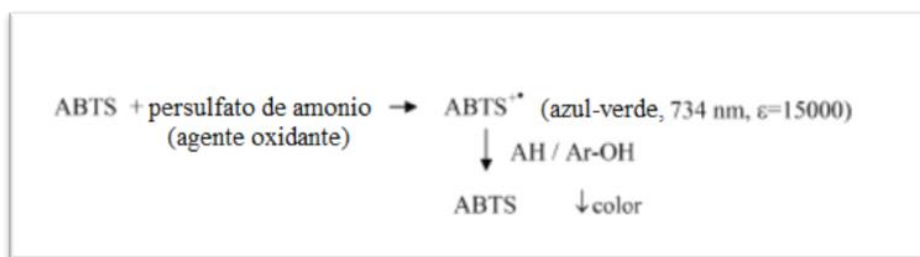 ABTS + persulfato de amonio → ABTS⁺• (azul-verde, 734 nm, ε=15000)
(agente oxidante)
↓ AH / Ar-OH
ABTS ↓color